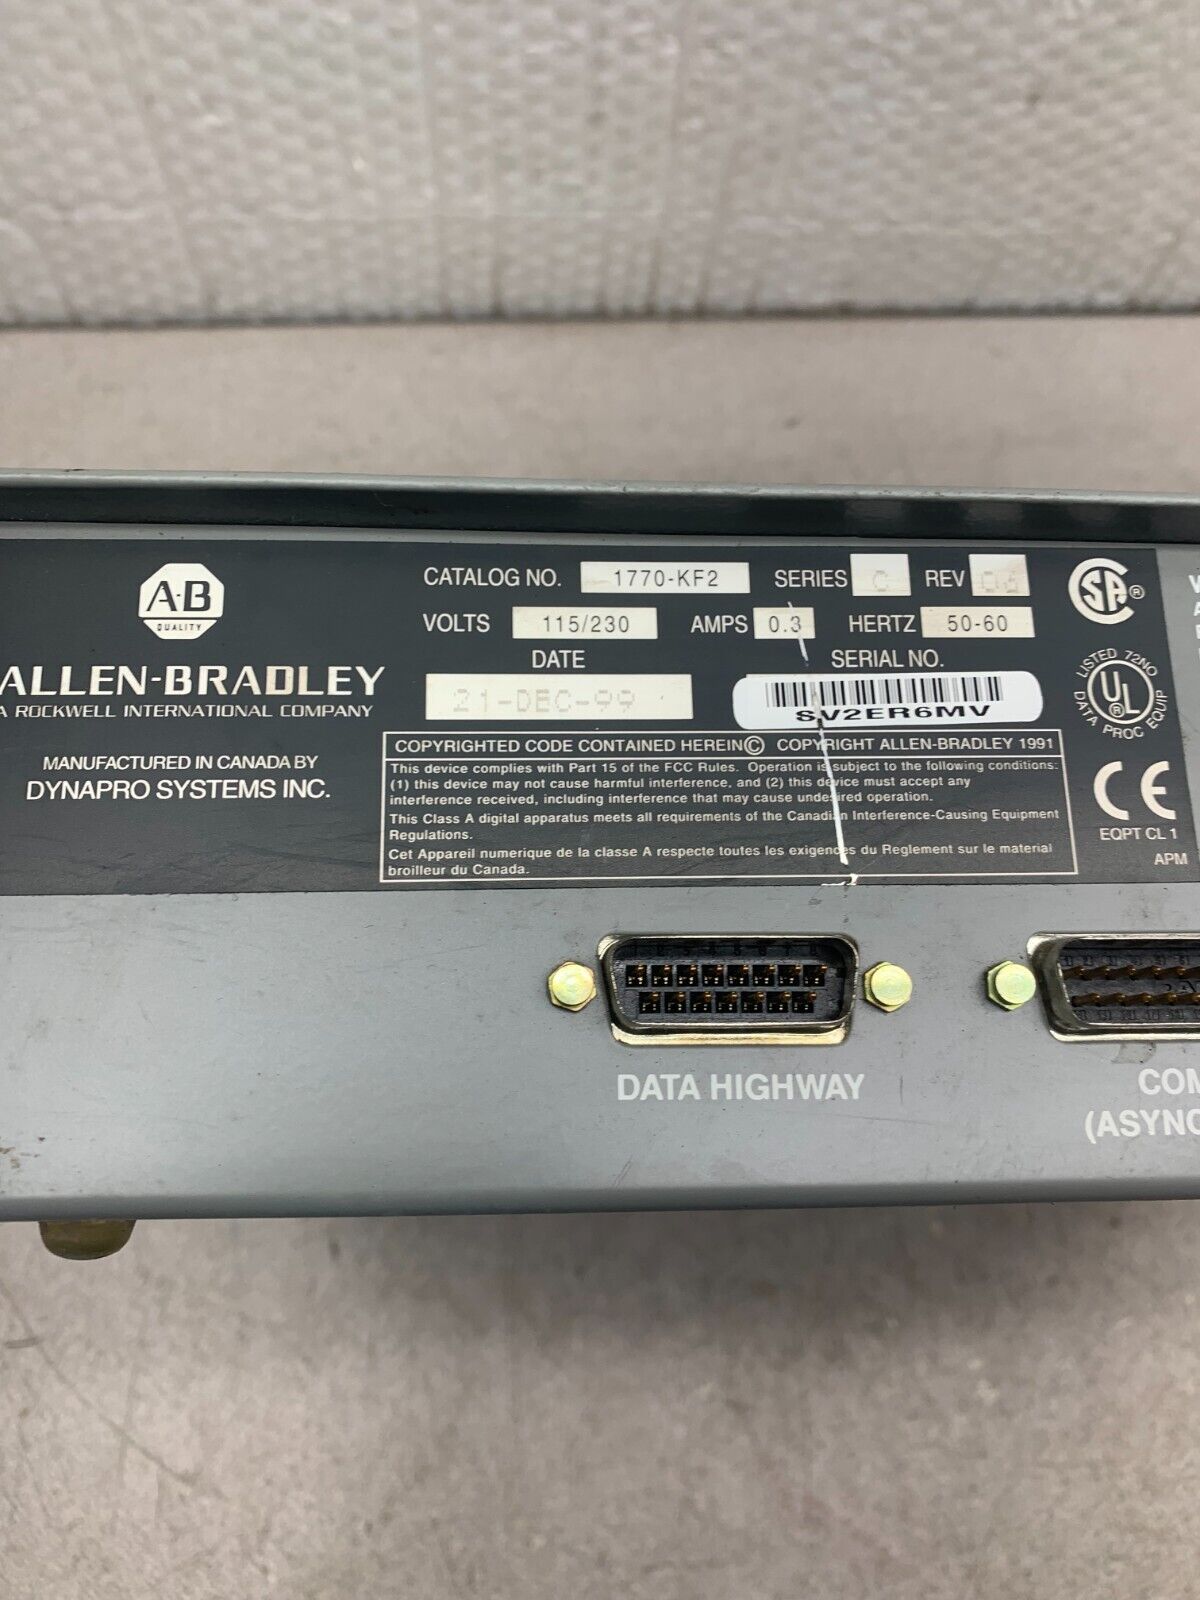 A-B
QUALITY
ALLEN-BRADLEY
A ROCKWELL INTERNATIONAL COMPANY
MANUFACTURED IN CANADA BY
DYNAPRO SYSTEMS INC.
CATALOG NO. 1770-KF2 SERIES C REV
VOLTS 115/230 AMPS 0.3 HERTZ 50-60
DATE SERIAL NO.
21-DEC-99 SV2ER6MV
COPYRIGHTED CODE CONTAINED HEREIN © COPYRIGHT ALLEN-BRADLEY 1991
This device complies with Part 15 of the FCC Rules. Operation is subject to the following conditions:
(1) this device may not cause harmful interference, and (2) this device must accept any
interference received, including interference that may cause undesired operation.
This Class A digital apparatus meets all requirements of the Canadian Interference-Causing Equipment
Regulations.
Cet Appareil numerique de la classe A respecte toutes les exigences du Reglement sur le material
broilleur du Canada.
SA ®
LISTED 72NO
UL ®
DATA PROC EQUIP
CE
EQPT CL 1
APM
DATA HIGHWAY
COM
(ASYNC